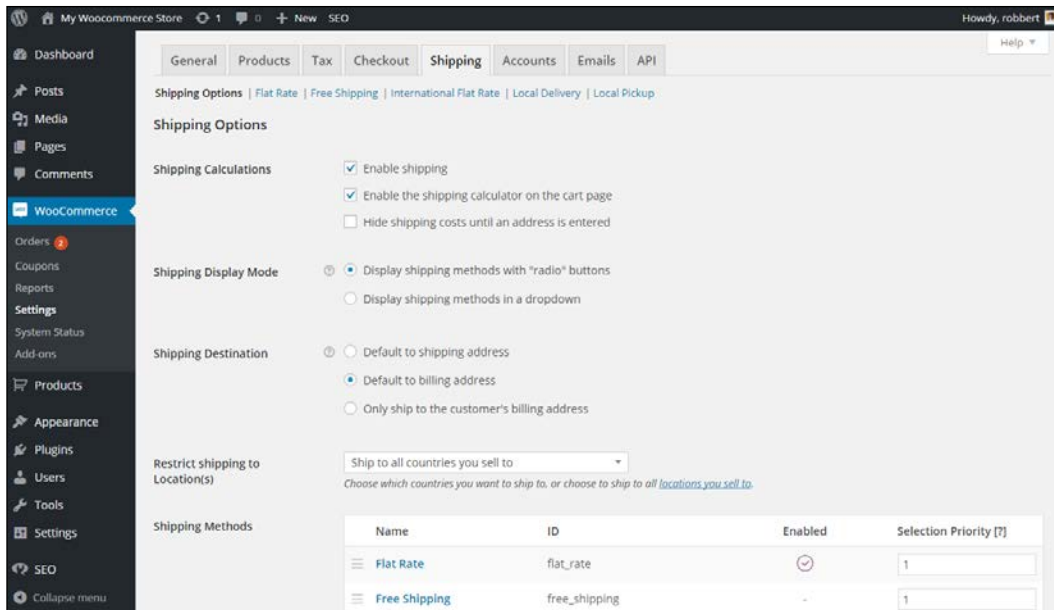 My Woocommerce Store 1 0 + New SEO Howdy, robbert
Help
Dashboard
Posts
Media
Pages
Comments
WooCommerce
Orders 2
Coupons
Reports
Settings
System Status
Add-ons
Products
Appearance
Plugins
Users
Tools
Settings
SEO
Collapse menu
General Products Tax Checkout Shipping Accounts Emails API
Shipping Options | Flat Rate | Free Shipping | International Flat Rate | Local Delivery | Local Pickup
Shipping Options
Shipping Calculations
Enable shipping
Enable the shipping calculator on the cart page
Hide shipping costs until an address is entered
Shipping Display Mode
Display shipping methods with "radio" buttons
Display shipping methods in a dropdown
Shipping Destination
Default to shipping address
Default to billing address
Only ship to the customer's billing address
Restrict shipping to
Location(s)
Ship to all countries you sell to
Choose which countries you want to ship to, or choose to ship to all locations you sell to.
Shipping Methods
Name ID Enabled Selection Priority [?]
Flat Rate flat_rate 1
Free Shipping free_shipping - 1